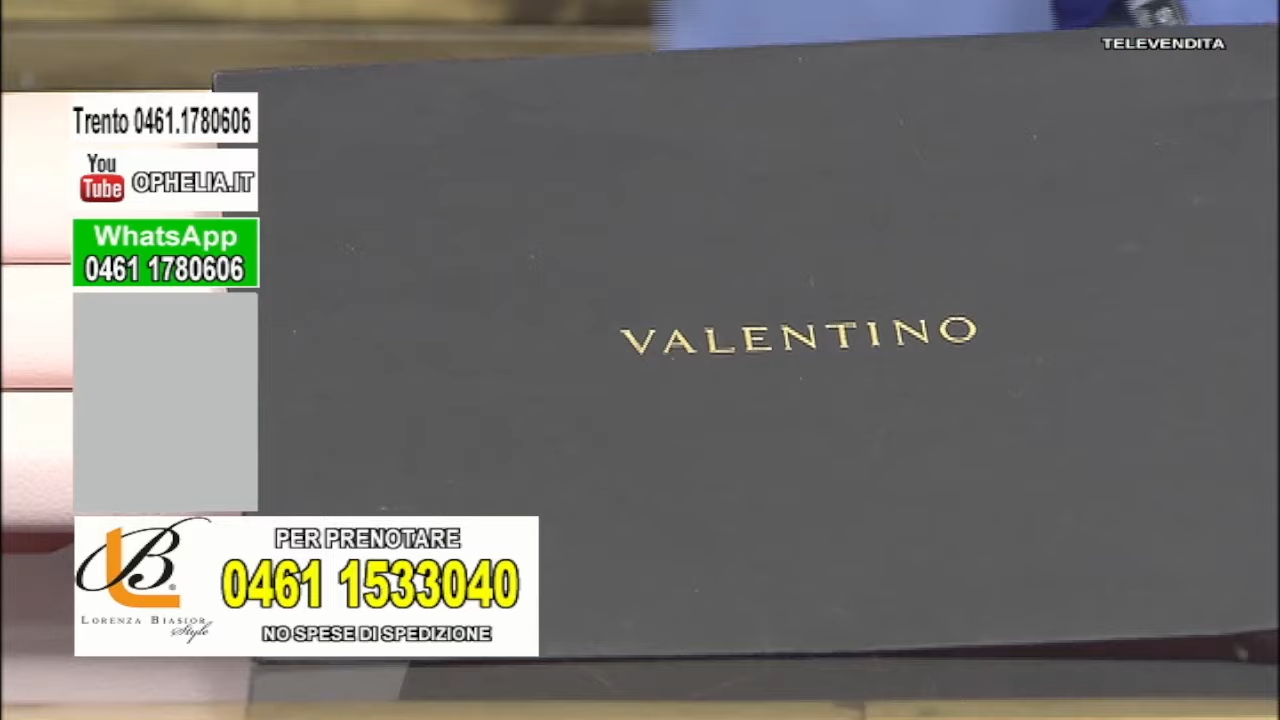 TELEVENDITA
Trento 0461.1780606
You
Tube OPHELIA.IT
WhatsApp
0461 1780606
VALENTINO
B
PER PRENOTARE
0461 1533040
LORENZA BIASIOR
Style
NO SPESE DI SPEDIZIONE